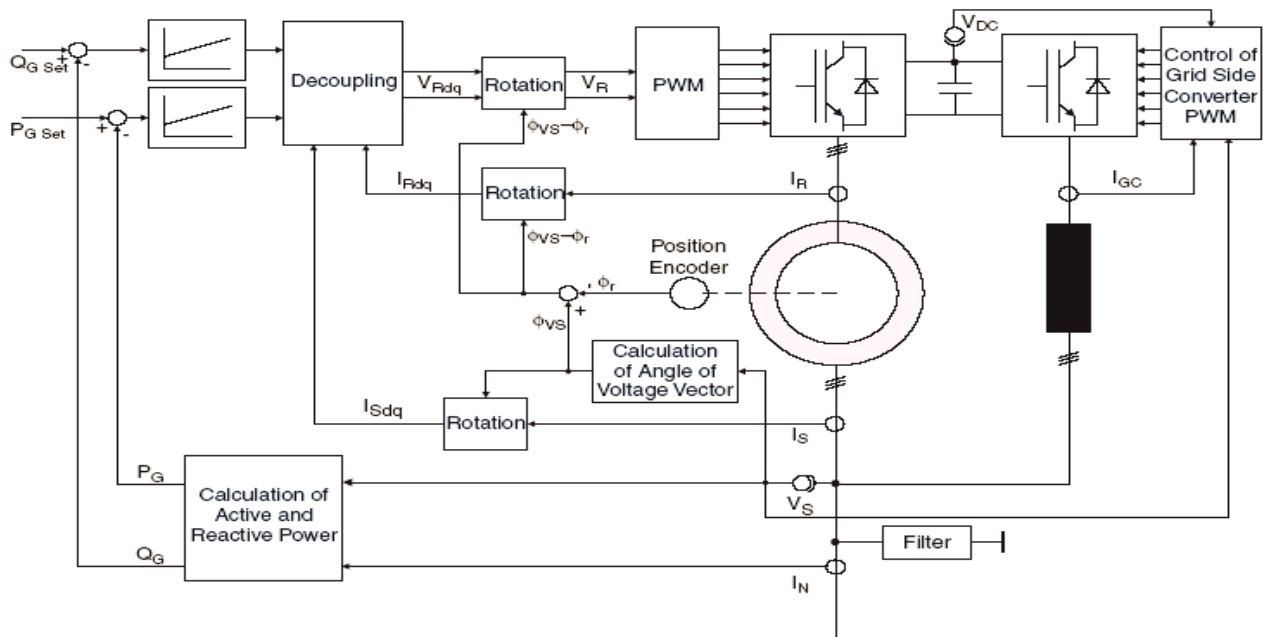 V_DC
Q_G Set
+
-
Decoupling
V_Rdq
Rotation
V_R
PWM
Control of
Grid Side
Converter
PWM
P_G Set
+
-
ϕ_VS–ϕ_r
I_Rdq
Rotation
I_R
I_GC
ϕ_VS–ϕ_r
Position
Encoder
ϕ_r
+
ϕ_VS
Calculation
of Angle of
Voltage Vector
I_Sdq
Rotation
I_S
P_G
Calculation of
Active and
Reactive Power
V_S
Q_G
Filter
I_N